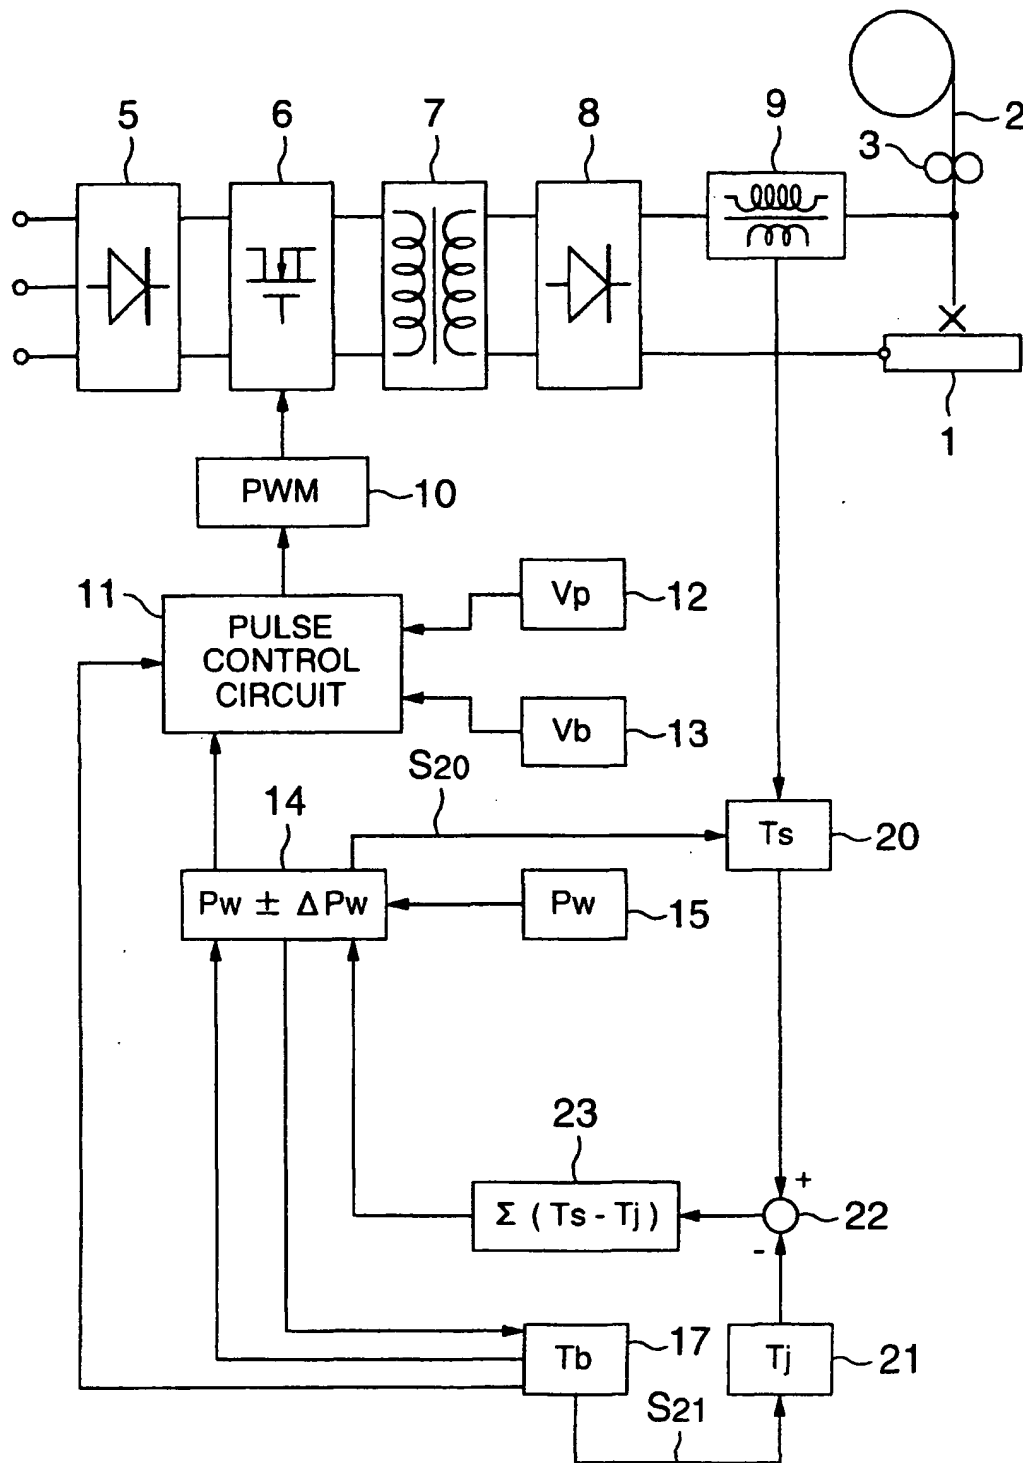 5
6
7
8
9
2
3
1
PWM
10
11
PULSE
CONTROL
CIRCUIT
Vp
12
Vb
13
S20
14
Ts
20
Pw ± Δ Pw
Pw
15
23
+
Σ ( Ts - Tj )
22
-
17
Tb
Tj
21
S21